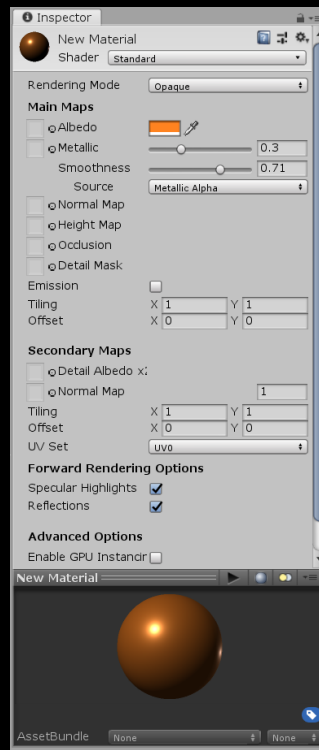 Inspector
New Material
Shader Standard
Rendering Mode Opaque
Main Maps
Albedo
Metallic 0.3
Smoothness 0.71
Source Metallic Alpha
Normal Map
Height Map
Occlusion
Detail Mask
Emission
Tiling X 1 Y 1
Offset X 0 Y 0
Secondary Maps
Detail Albedo x2
Normal Map 1
Tiling X 1 Y 1
Offset X 0 Y 0
UV Set UV0
Forward Rendering Options
Specular Highlights
Reflections
Advanced Options
Enable GPU Instancir
New Material
AssetBundle None None